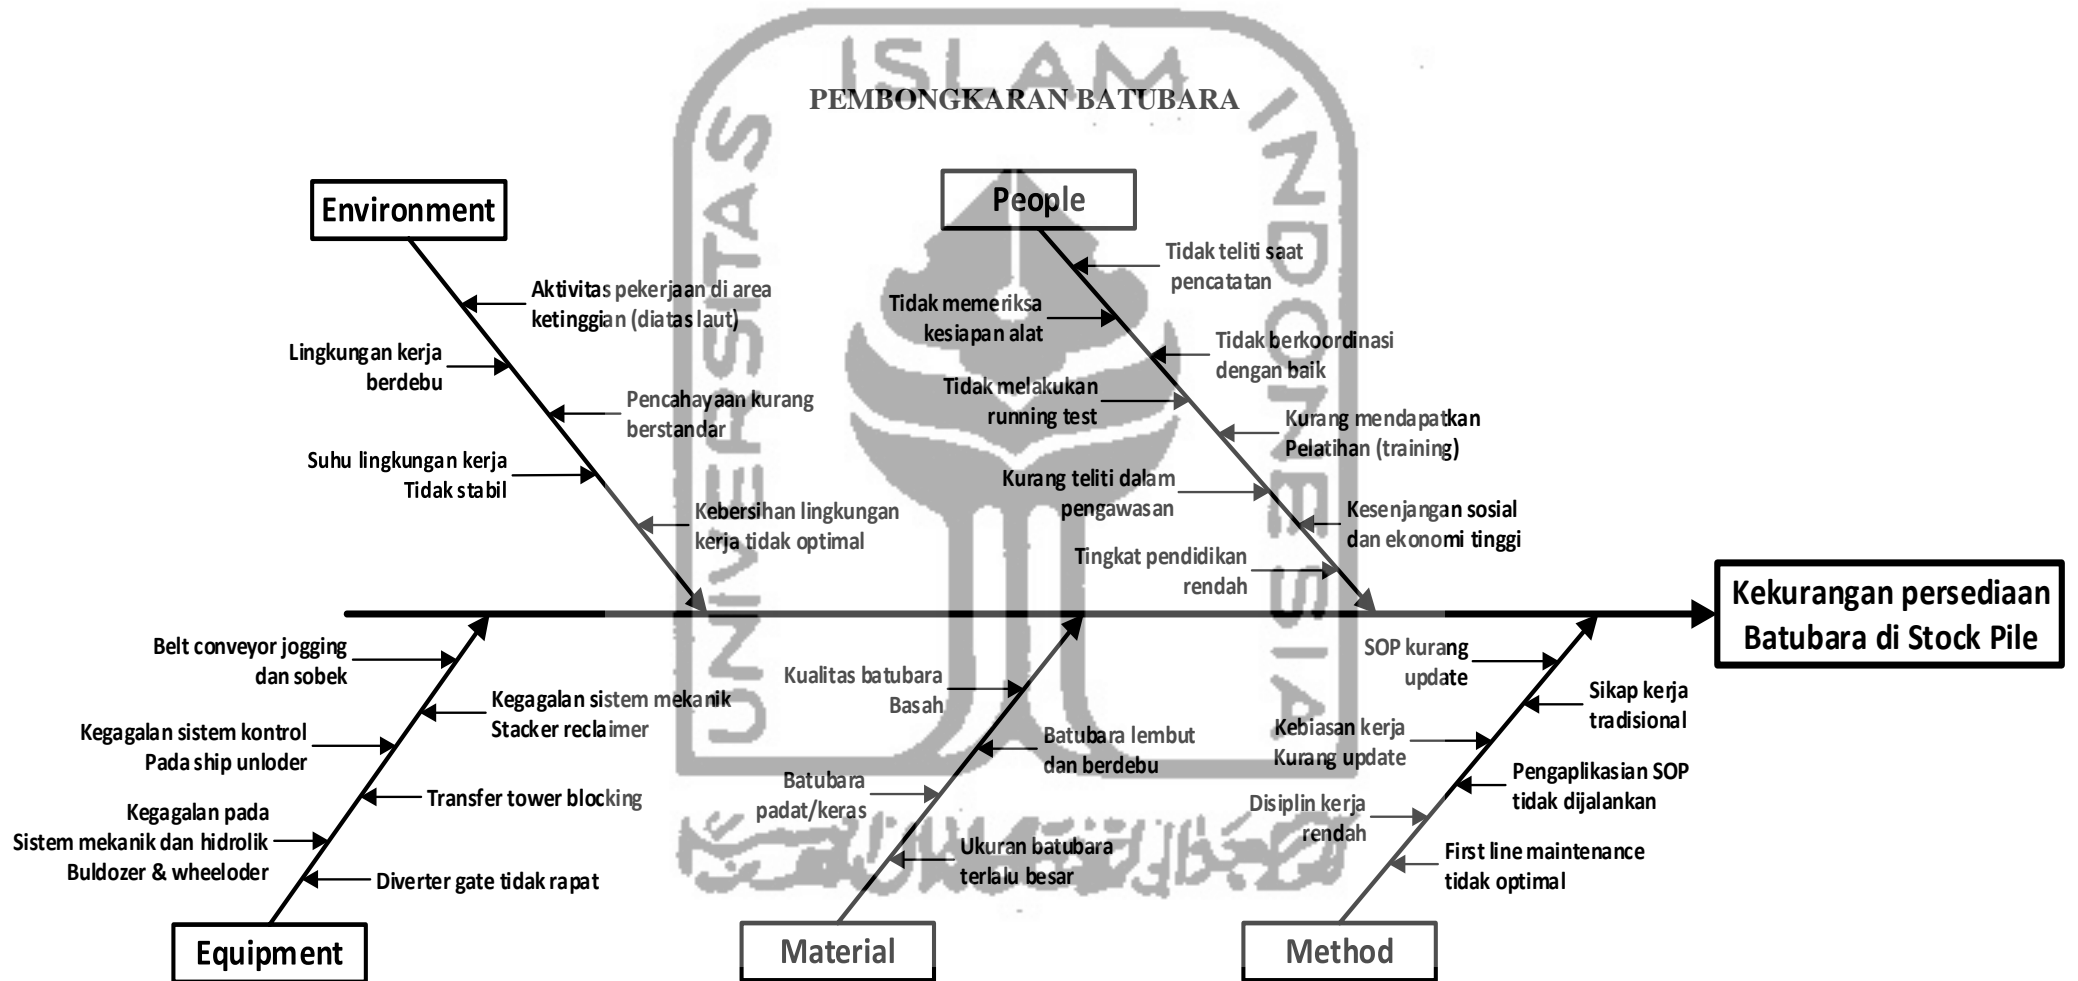 ISLAM
UNIVERSITAS
INDONESIA
PEMBONGKARAN BATUBARA
Environment
Aktivitas pekerjaan di area
ketinggian (diatas laut)
Lingkungan kerja
berdebu
Pencahayaan kurang
berstandar
Suhu lingkungan kerja
Tidak stabil
Kebersihan lingkungan
kerja tidak optimal
People
Tidak teliti saat
pencatatan
Tidak memeriksa
kesiapan alat
Tidak berkoordinasi
dengan baik
Tidak melakukan
running test
Kurang mendapatkan
Pelatihan (training)
Kurang teliti dalam
pengawasan
Kesenjangan sosial
dan ekonomi tinggi
Tingkat pendidikan
rendah
Kekurangan persediaan
Batubara di Stock Pile
Belt conveyor jogging
dan sobek
Kegagalan sistem mekanik
Stacker reclaimer
Kegagalan sistem kontrol
Pada ship unloder
Transfer tower blocking
Kegagalan pada
Sistem mekanik dan hidrolik
Buldozer & wheeloder
Diverter gate tidak rapat
Equipment
Kualitas batubara
Basah
Batubara lembut
dan berdebu
Batubara
padat/keras
Ukuran batubara
terlalu besar
Material
SOP kurang
update
Sikap kerja
tradisional
Kebiasan kerja
Kurang update
Pengaplikasian SOP
tidak dijalankan
Disiplin kerja
rendah
First line maintenance
tidak optimal
Method